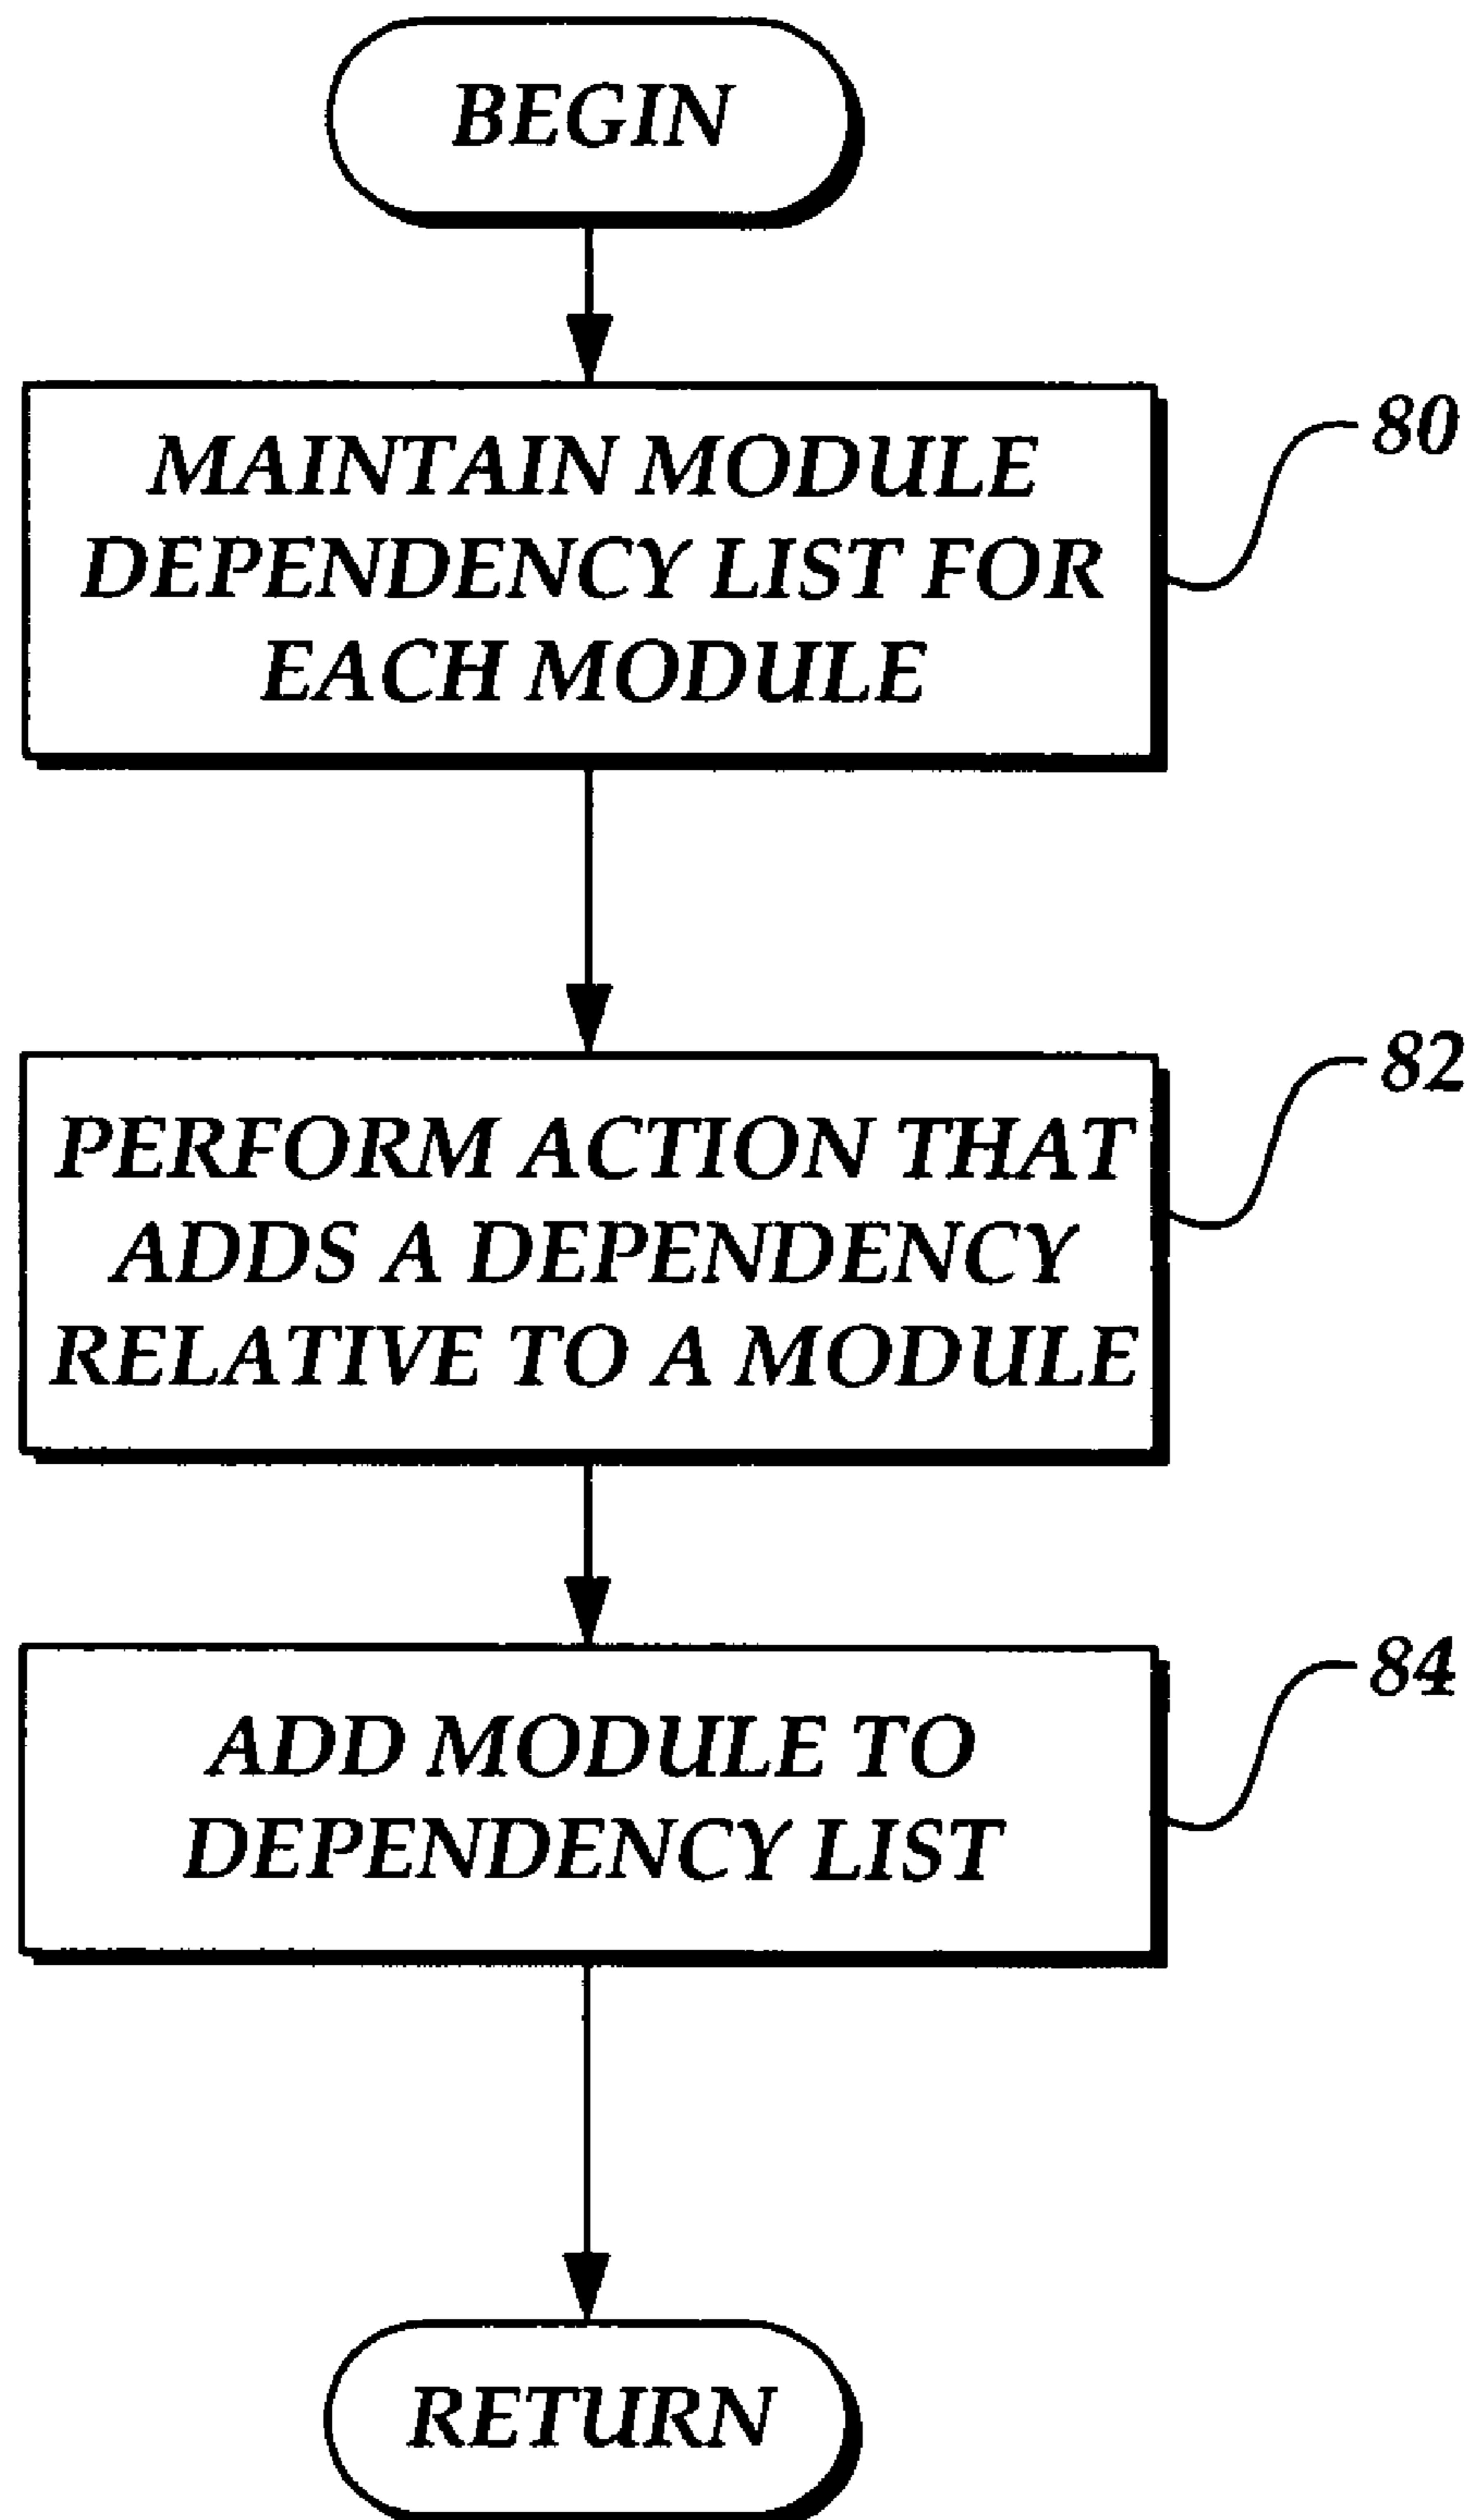 BEGIN
MAINTAIN MODULE
DEPENDENCY LIST FOR
EACH MODULE
80
PERFORM ACTION THAT
ADDS A DEPENDENCY
RELATIVE TO A MODULE
82
ADD MODULE TO
DEPENDENCY LIST
84
RETURN